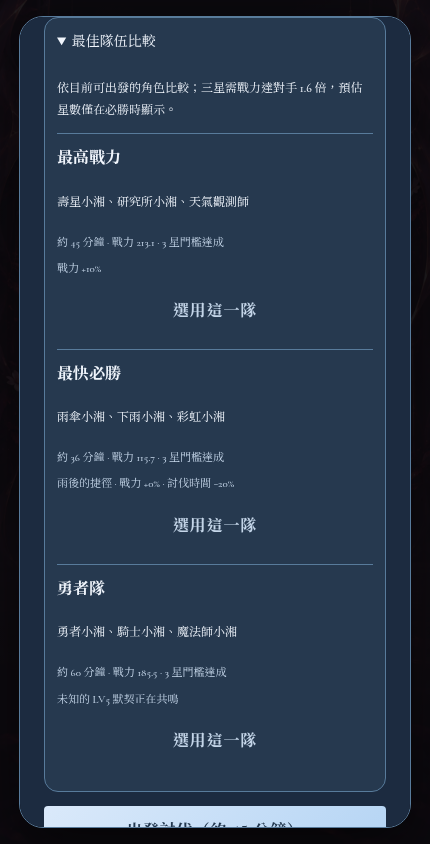 ▼ 最佳隊伍比較
依目前可出發的角色比較；三星需戰力達對手 1.6 倍，預估
星數僅在必勝時顯示。
最高戰力
壽星小湘、研究所小湘、天氣觀測師
約 45 分鐘 · 戰力 213.1 · 3 星門檻達成
戰力 +10%
選用這一隊
最快必勝
雨傘小湘、下雨小湘、彩虹小湘
約 36 分鐘 · 戰力 115.7 · 3 星門檻達成
雨後的捷徑 · 戰力 +0% · 討伐時間 -20%
選用這一隊
勇者隊
勇者小湘、騎士小湘、魔法師小湘
約 60 分鐘 · 戰力 185.5 · 3 星門檻達成
未知的 LV5 默契正在共鳴
選用這一隊